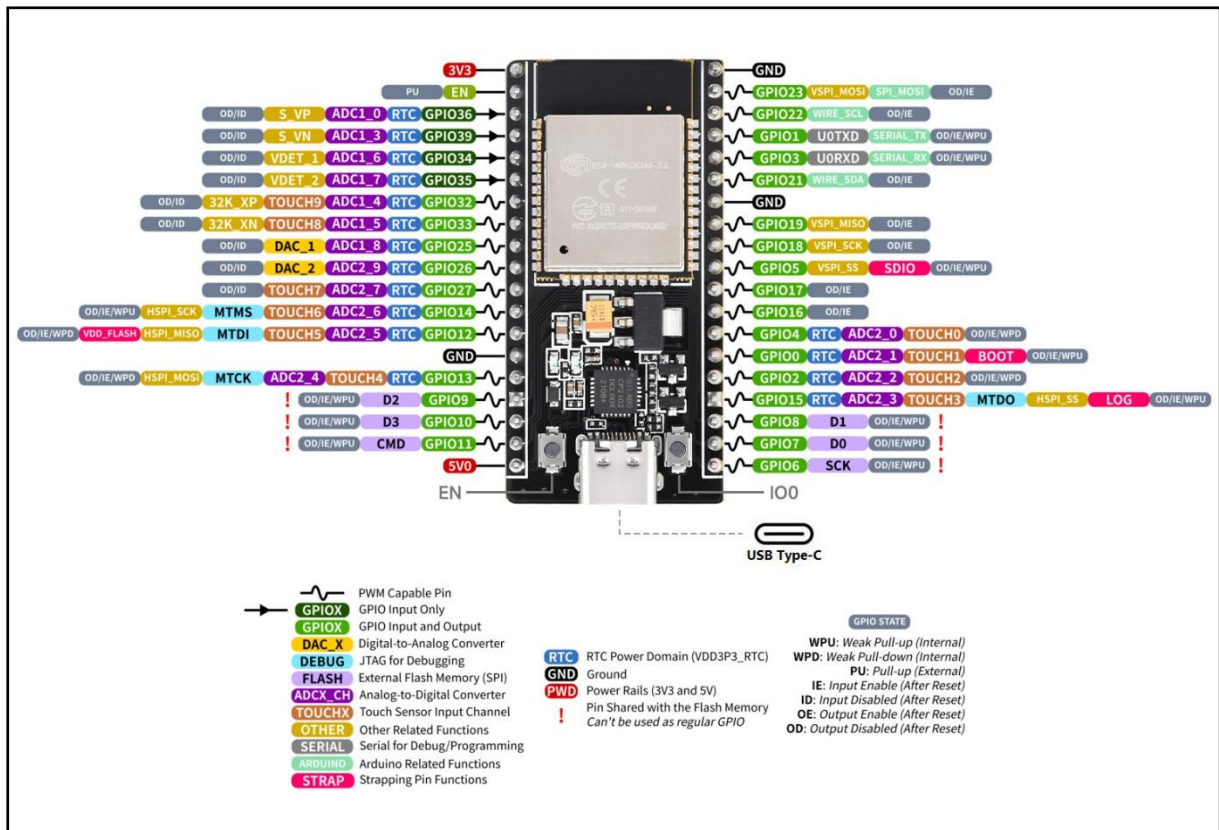 3V3 GND
PU EN GPIO23 VSPI_MOSI SPI_MOSI OD/IE
OD/ID S_VP ADC1_0 RTC GPIO36 GPIO22 WIRE_SCL OD/IE
OD/ID S_VN ADC1_3 RTC GPIO39 GPIO1 U0TXD SERIAL_TX OD/IE/WPU
OD/ID VDET_1 ADC1_6 RTC GPIO34 GPIO3 U0RXD SERIAL_RX OD/IE/WPU
OD/ID VDET_2 ADC1_7 RTC GPIO35 GPIO21 WIRE_SDA OD/IE
OD/ID 32K_XP TOUCH9 ADC1_4 RTC GPIO32 GND
OD/ID 32K_XN TOUCH8 ADC1_5 RTC GPIO33 GPIO19 VSPI_MISO OD/IE
OD/ID DAC_1 ADC1_8 RTC GPIO25 GPIO18 VSPI_SCK OD/IE
OD/ID DAC_2 ADC2_9 RTC GPIO26 GPIO5 VSPI_SS SDIO OD/IE/WPU
OD/ID TOUCH7 ADC2_7 RTC GPIO27 GPIO17 OD/IE
OD/IE/WPU HSPI_SCK MTMS TOUCH6 ADC2_6 RTC GPIO14 GPIO16 OD/IE
OD/IE/WPD VDD_FLASH HSPI_MISO MTDI TOUCH5 ADC2_5 RTC GPIO12 GPIO4 RTC ADC2_0 TOUCH0 OD/IE/WPD
GND GPIO0 RTC ADC2_1 TOUCH1 BOOT OD/IE/WPU
OD/IE/WPD HSPI_MOSI MTCK ADC2_4 TOUCH4 RTC GPIO13 GPIO2 RTC ADC2_2 TOUCH2 OD/IE/WPD
! OD/IE/WPU D2 GPIO9 GPIO15 RTC ADC2_3 TOUCH3 MTDO HSPI_SS LOG OD/IE/WPU
! OD/IE/WPU D3 GPIO10 GPIO8 D1 OD/IE/WPU !
! OD/IE/WPU CMD GPIO11 GPIO7 D0 OD/IE/WPU !
5V0 GPIO6 SCK OD/IE/WPU !
ESP-WROOM-32
CE
EN IO0
USB Type-C
PWM Capable Pin
GPIOX GPIO Input Only
GPIOX GPIO Input and Output
DAC_X Digital-to-Analog Converter
DEBUG JTAG for Debugging
FLASH External Flash Memory (SPI)
ADCX_CH Analog-to-Digital Converter
TOUCHX Touch Sensor Input Channel
OTHER Other Related Functions
SERIAL Serial for Debug/Programming
ARDUINO Arduino Related Functions
STRAP Strapping Pin Functions
RTC RTC Power Domain (VDD3P3_RTC)
GND Ground
PWD Power Rails (3V3 and 5V)
! Pin Shared with the Flash Memory
Can't be used as regular GPIO
GPIO STATE
WPU: Weak Pull-up (Internal)
WPD: Weak Pull-down (Internal)
PU: Pull-up (External)
IE: Input Enable (After Reset)
ID: Input Disabled (After Reset)
OE: Output Enable (After Reset)
OD: Output Disabled (After Reset)